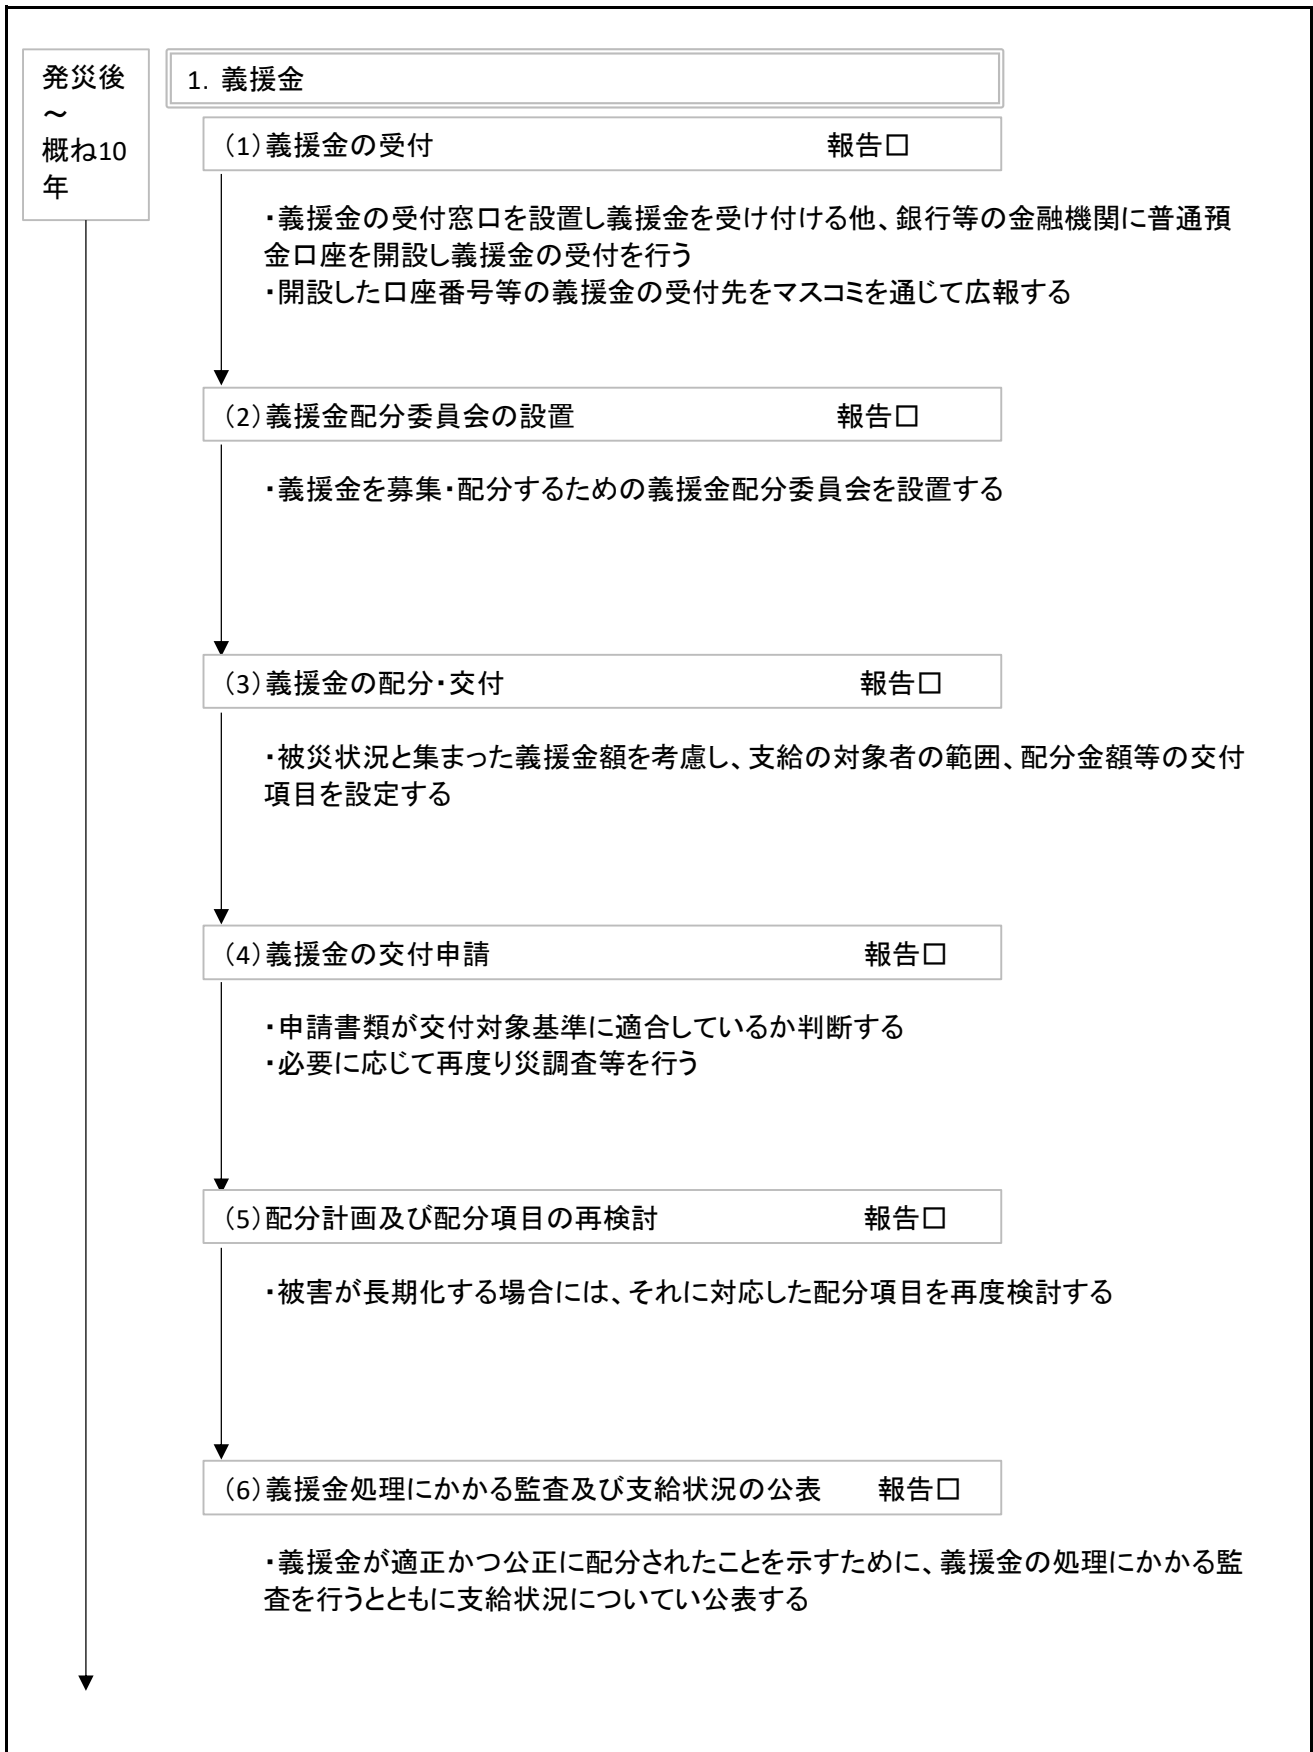 発災後
～
概ね10
年
1. 義援金
(1)義援金の受付 報告□
・義援金の受付窓口を設置し義援金を受け付ける他、銀行等の金融機関に普通預
金口座を開設し義援金の受付を行う
・開設した口座番号等の義援金の受付先をマスコミを通じて広報する
(2)義援金配分委員会の設置 報告□
・義援金を募集・配分するための義援金配分委員会を設置する
(3)義援金の配分・交付 報告□
・被災状況と集まった義援金額を考慮し、支給の対象者の範囲、配分金額等の交付
項目を設定する
(4)義援金の交付申請 報告□
・申請書類が交付対象基準に適合しているか判断する
・必要に応じて再度り災調査等を行う
(5)配分計画及び配分項目の再検討 報告□
・被害が長期化する場合には、それに対応した配分項目を再度検討する
(6)義援金処理にかかる監査及び支給状況の公表 報告□
・義援金が適正かつ公正に配分されたことを示すために、義援金の処理にかかる監
査を行うとともに支給状況についてい公表する